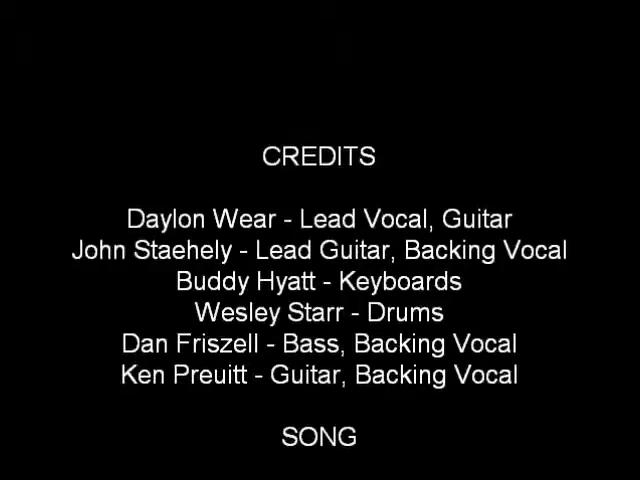 CREDITS
Daylon Wear - Lead Vocal, Guitar
John Staehely - Lead Guitar, Backing Vocal
Buddy Hyatt - Keyboards
Wesley Starr - Drums
Dan Friszell - Bass, Backing Vocal
Ken Preuitt - Guitar, Backing Vocal
SONG